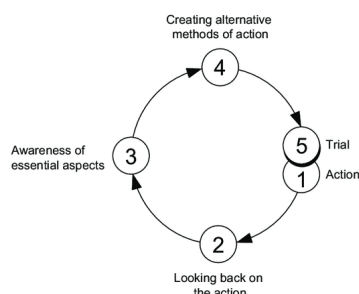 Creating alternative
methods of action
4
5
Trial
Awareness of
essential aspects
3
1
Action
2
Looking back on
the action